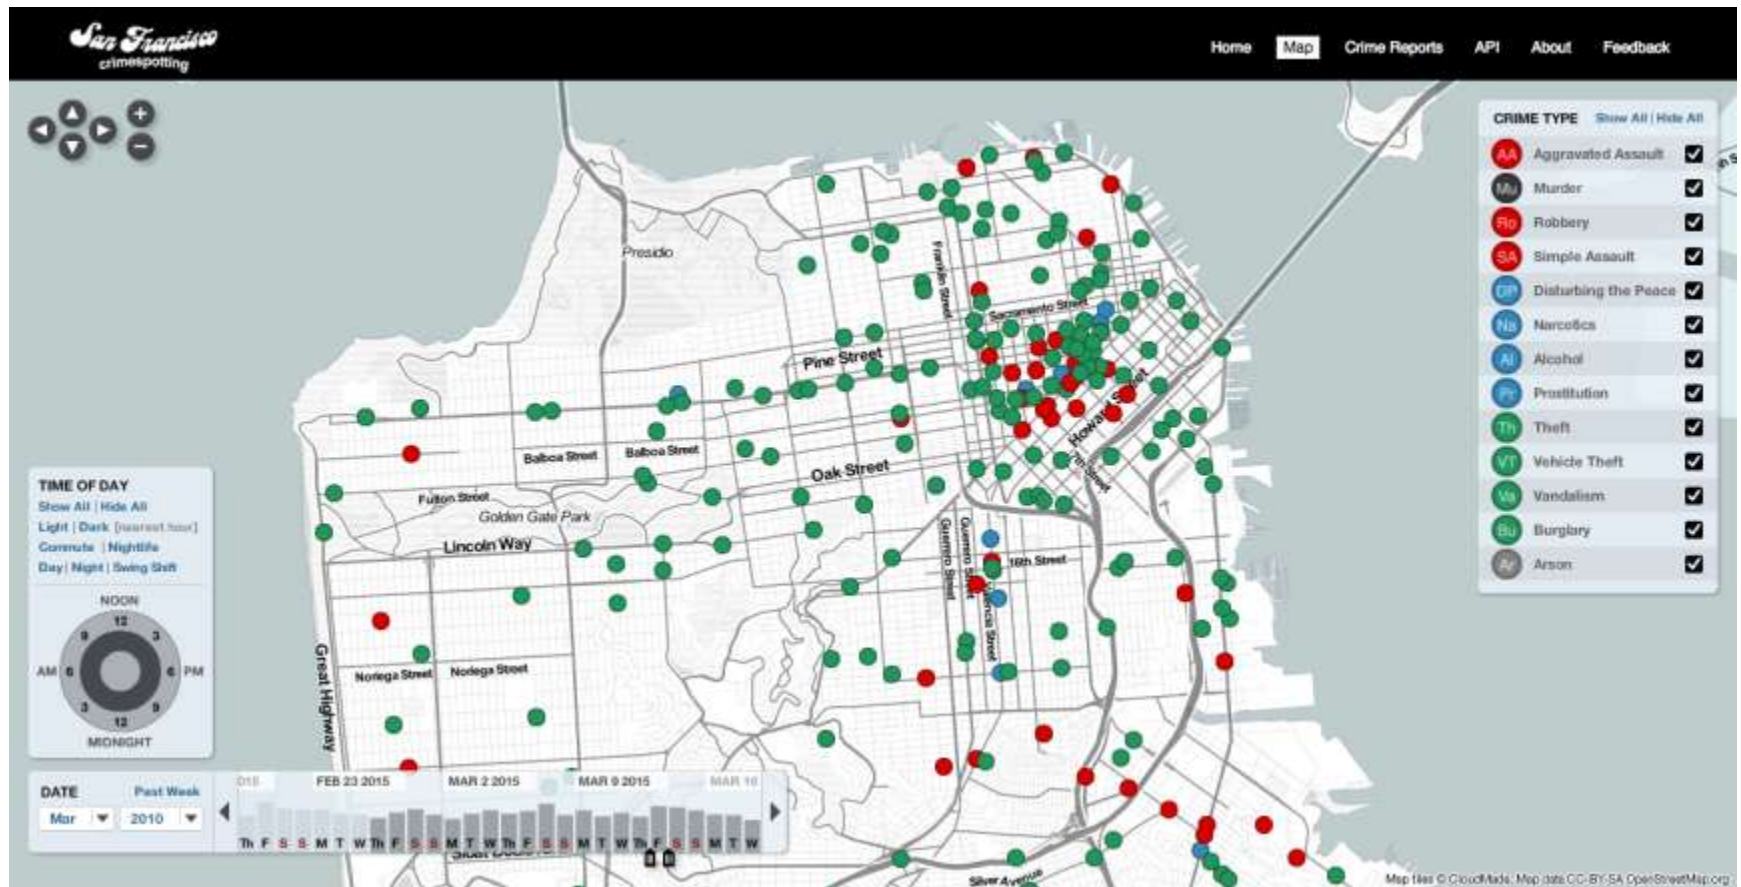 San Francisco
crimespotting
Home Map Crime Reports API About Feedback
CRIME TYPE Show All | Hide All
AA Aggravated Assault
Mu Murder
Ro Robbery
SA Simple Assault
DP Disturbing the Peace
Na Narcotics
Al Alcohol
Pr Prostitution
Th Theft
VT Vehicle Theft
Va Vandalism
Bu Burglary
Ar Arson
Presidio
Franklin Street
Sacramento Street
Pine Street
Howard Street
7th Street
Balboa Street Balboa Street
Oak Street
Fulton Street
Golden Gate Park
Lincoln Way
Guerrero Street
Guerrero Street
16th Street
Noriega Street Noriega Street
Great Highway
Silver Avenue
TIME OF DAY
Show All | Hide All
Light | Dark [nearest hour]
Commute | Nightlife
Day | Night | Swing Shift
NOON
12
9 3
AM 6 6 PM
3 9
12
MIDNIGHT
DATE Past Week
Mar 2010
015 FEB 23 2015 MAR 2 2015 MAR 9 2015 MAR 16
Th F S S M T W Th F S S M T W Th F S S M T W Th F S S M T W
Map tiles © CloudMade; Map data CC-BY-SA OpenStreetMap.org